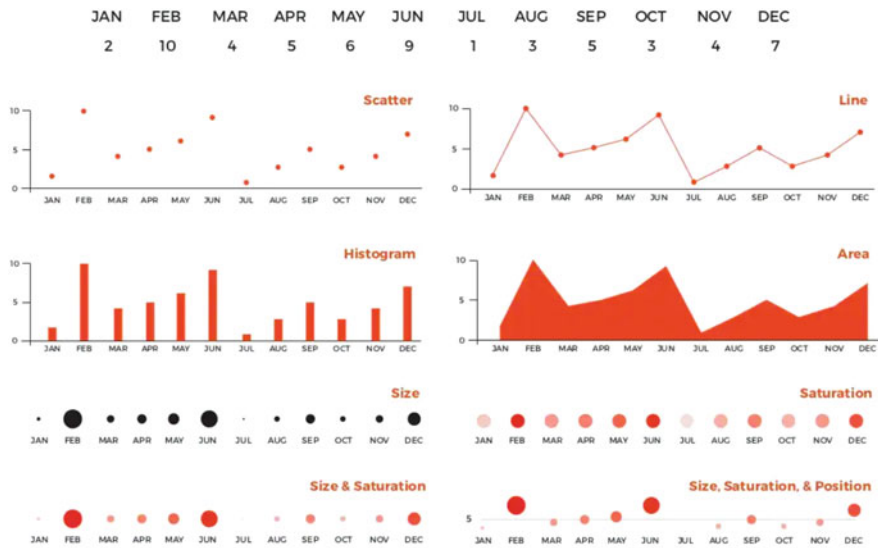 JAN FEB MAR APR MAY JUN JUL AUG SEP OCT NOV DEC
2 10 4 5 6 9 1 3 5 3 4 7
Scatter
10
5
0
JAN FEB MAR APR MAY JUN JUL AUG SEP OCT NOV DEC
Line
10
5
0
JAN FEB MAR APR MAY JUN JUL AUG SEP OCT NOV DEC
Histogram
10
5
0
JAN FEB MAR APR MAY JUN JUL AUG SEP OCT NOV DEC
Area
10
5
0
JAN FEB MAR APR MAY JUN JUL AUG SEP OCT NOV DEC
Size
JAN FEB MAR APR MAY JUN JUL AUG SEP OCT NOV DEC
Saturation
JAN FEB MAR APR MAY JUN JUL AUG SEP OCT NOV DEC
Size & Saturation
JAN FEB MAR APR MAY JUN JUL AUG SEP OCT NOV DEC
Size, Saturation, & Position
5
JAN FEB MAR APR MAY JUN JUL AUG SEP OCT NOV DEC